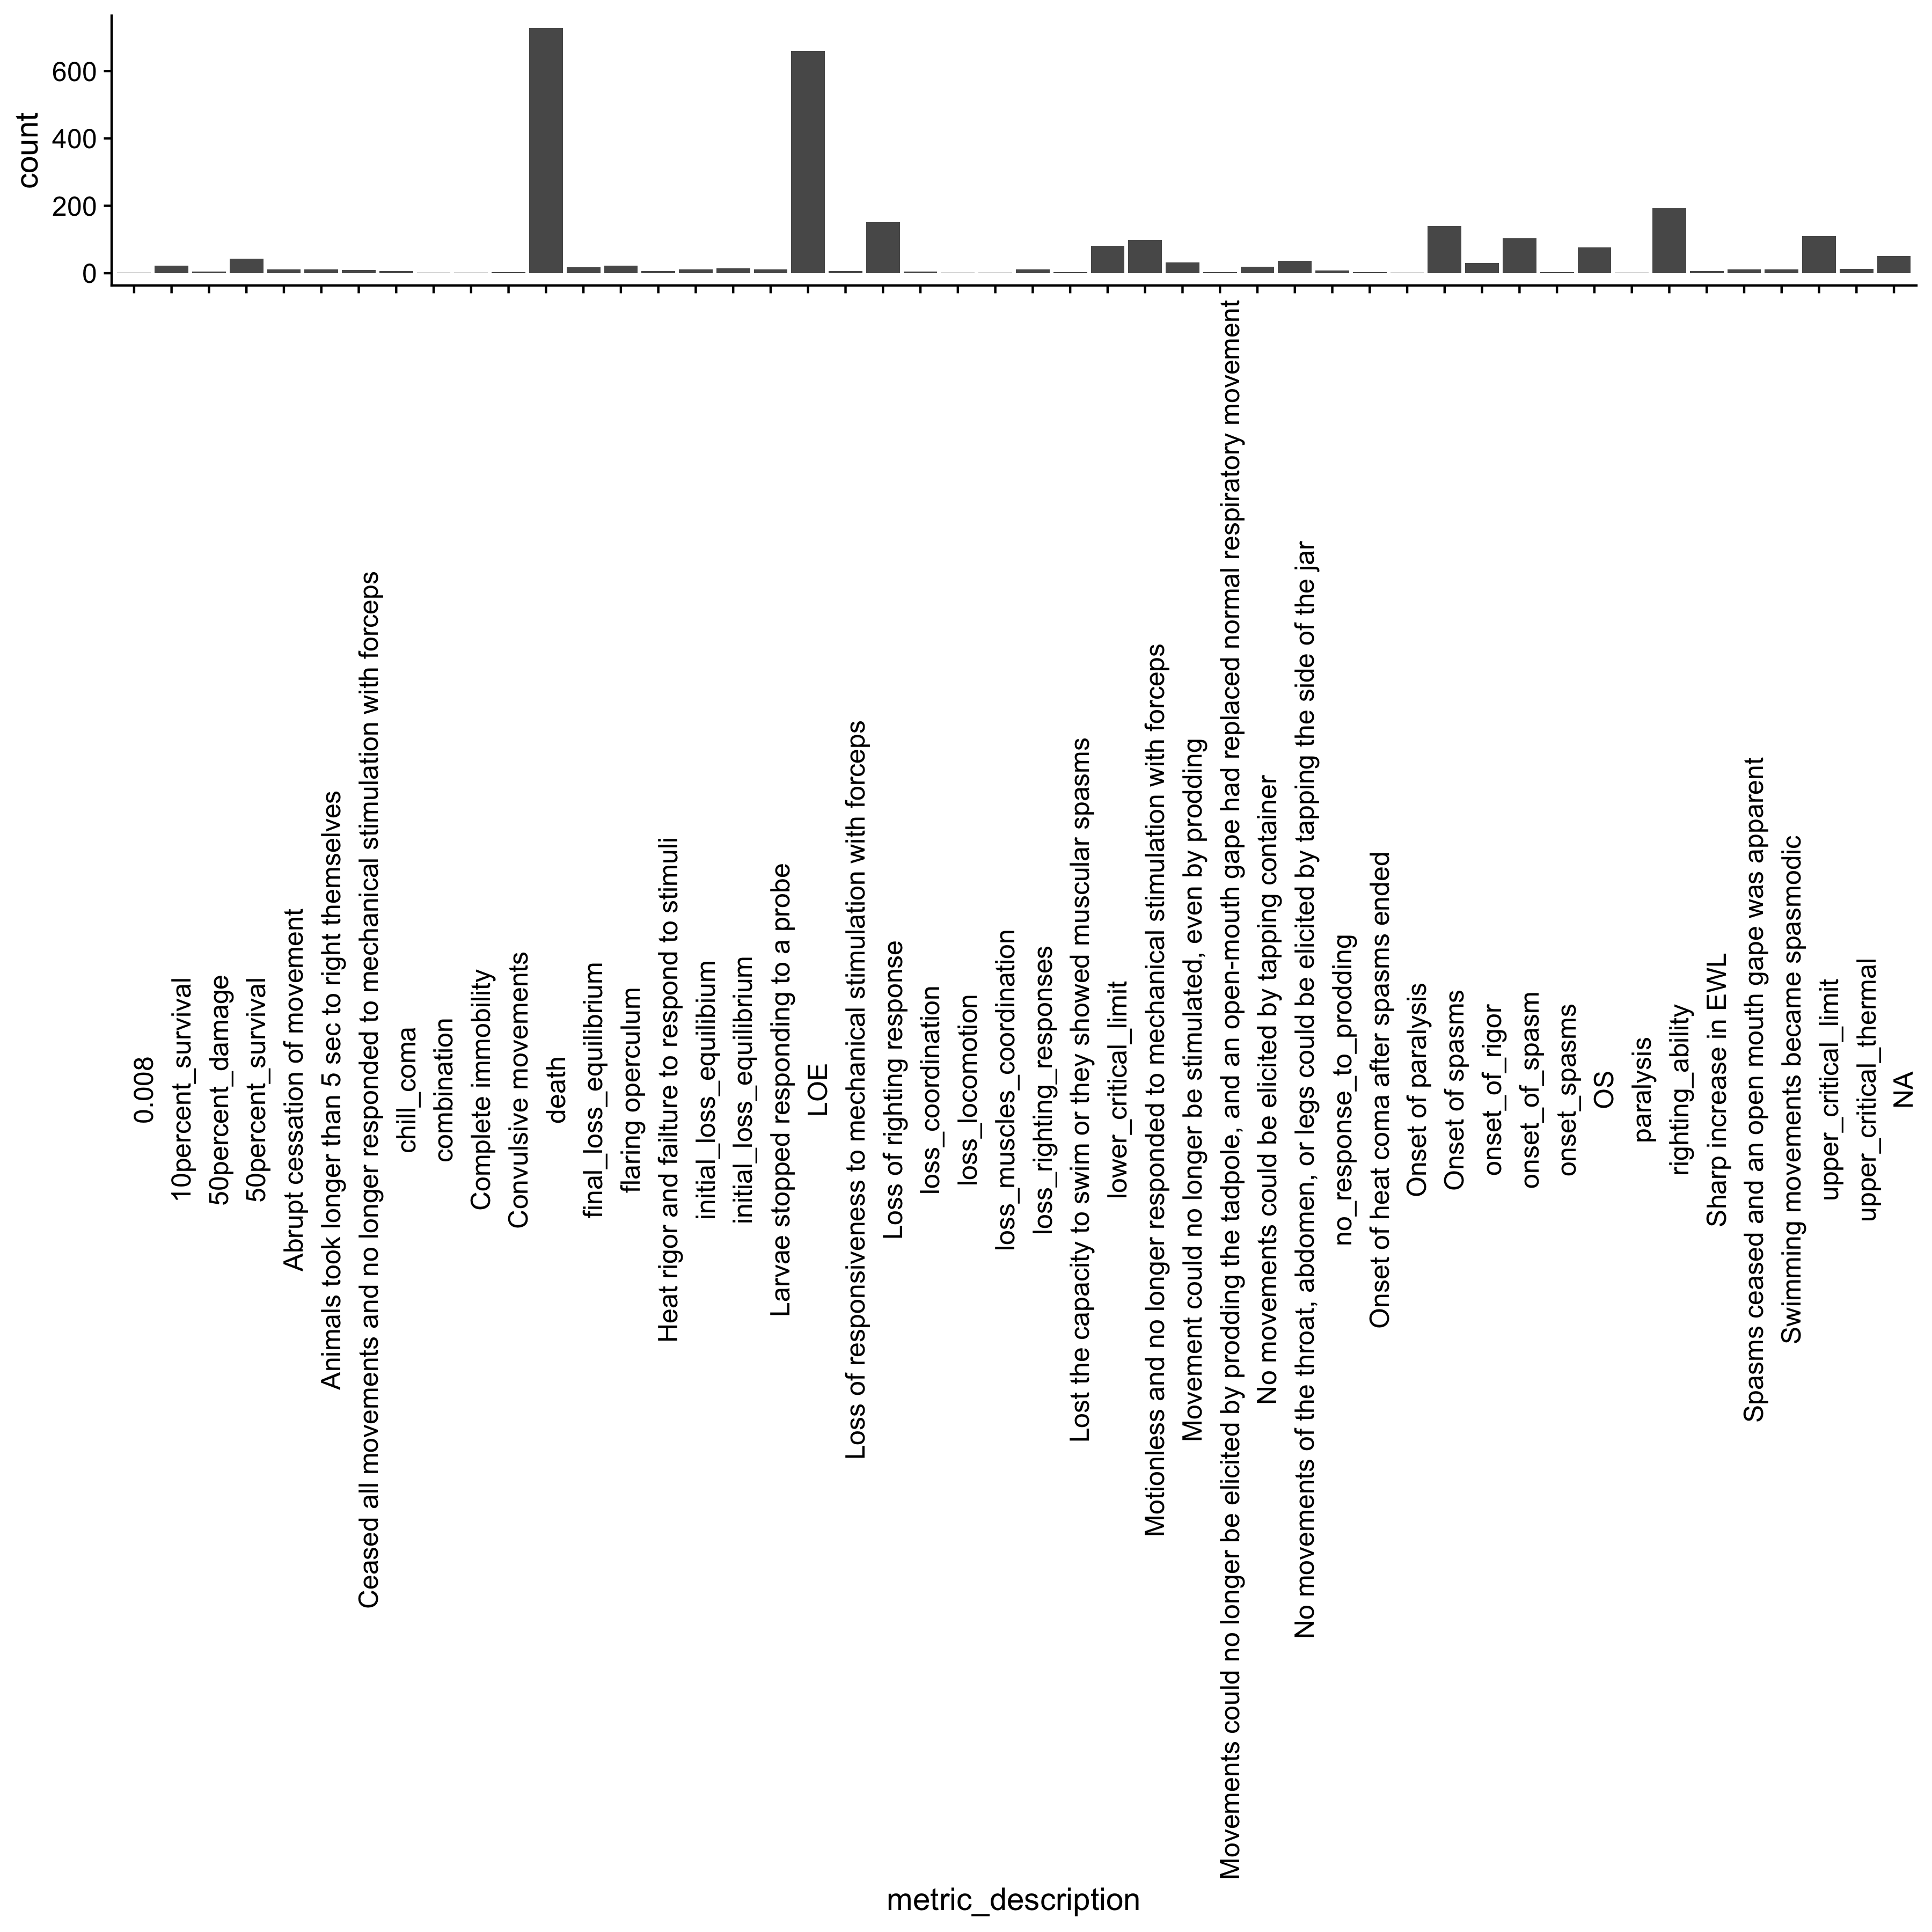 600
400
200
0
count
0.008
10percent_survival
50percent_damage
50percent_survival
Abrupt cessation of movement
Animals took longer than 5 sec to right themselves
Ceased all movements and no longer responded to mechanical stimulation with forceps
chill_coma
combination
Complete immobility
Convulsive movements
death
final_loss_equilibrium
flaring operculum
Heat rigor and failure to respond to stimuli
initial_loss_equilibium
initial_loss_equilibrium
Larvae stopped responding to a probe
LOE
Loss of responsiveness to mechanical stimulation with forceps
Loss of righting response
loss_coordination
loss_locomotion
loss_muscles_coordination
loss_righting_responses
Lost the capacity to swim or they showed muscular spasms
lower_critical_limit
Motionless and no longer responded to mechanical stimulation with forceps
Movement could no longer be stimulated, even by prodding
Movements could no longer be elicited by prodding the tadpole, and an open-mouth gape had replaced normal respiratory movement
No movements could be elicited by tapping container
No movements of the throat, abdomen, or legs could be elicited by tapping the side of the jar
no_response_to_prodding
Onset of heat coma after spasms ended
Onset of paralysis
Onset of spasms
onset_of_rigor
onset_of_spasm
onset_spasms
OS
paralysis
righting_ability
Sharp increase in EWL
Spasms ceased and an open mouth gape was apparent
Swimming movements became spasmodic
upper_critical_limit
upper_critical_thermal
NA
metric_description